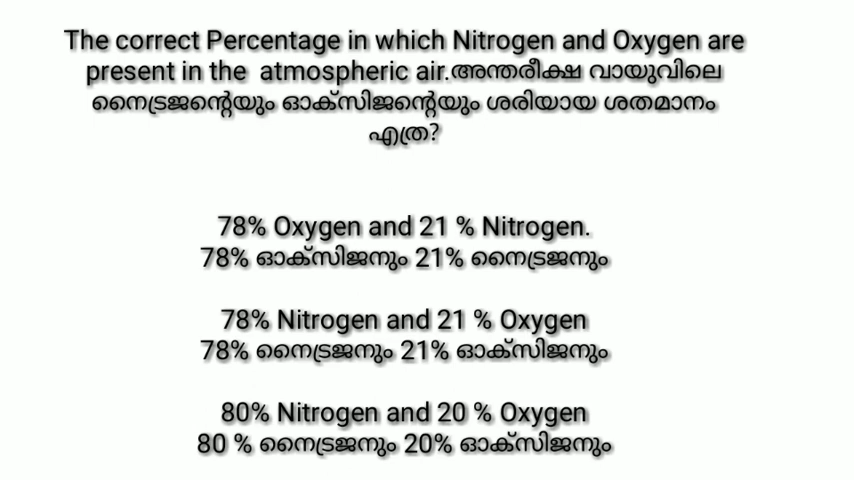 The correct Percentage in which Nitrogen and Oxygen are
present in the atmospheric air.അന്തരീക്ഷ വായുവിലെ
നൈട്രജന്റെയും ഓക്സിജന്റെയും ശരിയായ ശതമാനം
എത്ര?
78% Oxygen and 21 % Nitrogen.
78% ഓക്സിജനും 21% നൈട്രജനും
78% Nitrogen and 21 % Oxygen
78% നൈട്രജനും 21% ഓക്സിജനും
80% Nitrogen and 20 % Oxygen
80 % നൈട്രജനും 20% ഓക്സിജനും